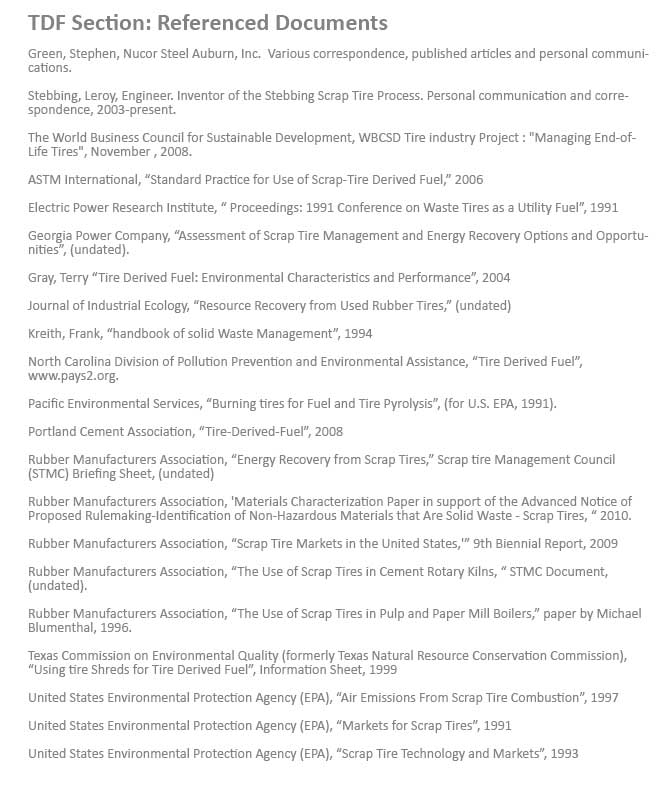 TDF Section: Referenced Documents
Green, Stephen, Nucor Steel Auburn, Inc.  Various correspondence, published articles and personal communi-
cations.
Stebbing, Leroy, Engineer. Inventor of the Stebbing Scrap Tire Process. Personal communication and corre-
spondence, 2003-present.
The World Business Council for Sustainable Development, WBCSD Tire industry Project : "Managing End-of-
Life Tires", November , 2008.
ASTM International, “Standard Practice for Use of Scrap-Tire Derived Fuel,” 2006
Electric Power Research Institute, “ Proceedings: 1991 Conference on Waste Tires as a Utility Fuel”, 1991
Georgia Power Company, “Assessment of Scrap Tire Management and Energy Recovery Options and Opportu-
nities”, (undated).
Gray, Terry “Tire Derived Fuel: Environmental Characteristics and Performance”, 2004
Journal of Industrial Ecology, “Resource Recovery from Used Rubber Tires,” (undated)
Kreith, Frank, “handbook of solid Waste Management”, 1994
North Carolina Division of Pollution Prevention and Environmental Assistance, “Tire Derived Fuel”,
www.pays2.org.
Pacific Environmental Services, “Burning tires for Fuel and Tire Pyrolysis”, (for U.S. EPA, 1991).
Portland Cement Association, “Tire-Derived-Fuel”, 2008
Rubber Manufacturers Association, “Energy Recovery from Scrap Tires,” Scrap tire Management Council
(STMC) Briefing Sheet, (undated)
Rubber Manufacturers Association, 'Materials Characterization Paper in support of the Advanced Notice of
Proposed Rulemaking-Identification of Non-Hazardous Materials that Are Solid Waste - Scrap Tires, “ 2010.
Rubber Manufacturers Association, “Scrap Tire Markets in the United States,'” 9th Biennial Report, 2009
Rubber Manufacturers Association, “The Use of Scrap Tires in Cement Rotary Kilns, “ STMC Document,
(undated).
Rubber Manufacturers Association, “The Use of Scrap Tires in Pulp and Paper Mill Boilers,” paper by Michael
Blumenthal, 1996.
Texas Commission on Environmental Quality (formerly Texas Natural Resource Conservation Commission),
“Using tire Shreds for Tire Derived Fuel”, Information Sheet, 1999
United States Environmental Protection Agency (EPA), “Air Emissions From Scrap Tire Combustion”, 1997
United States Environmental Protection Agency (EPA), “Markets for Scrap Tires”, 1991
United States Environmental Protection Agency (EPA), “Scrap Tire Technology and Markets”, 1993